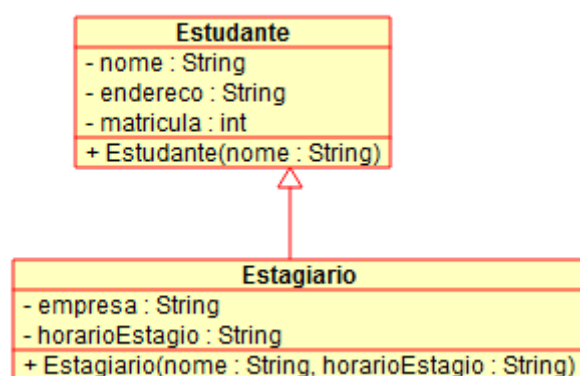 Estudante
- nome : String
- endereco : String
- matricula : int
+ Estudante(nome : String)
Estagiario
- empresa : String
- horarioEstagio : String
+ Estagiario(nome : String, horarioEstagio : String)